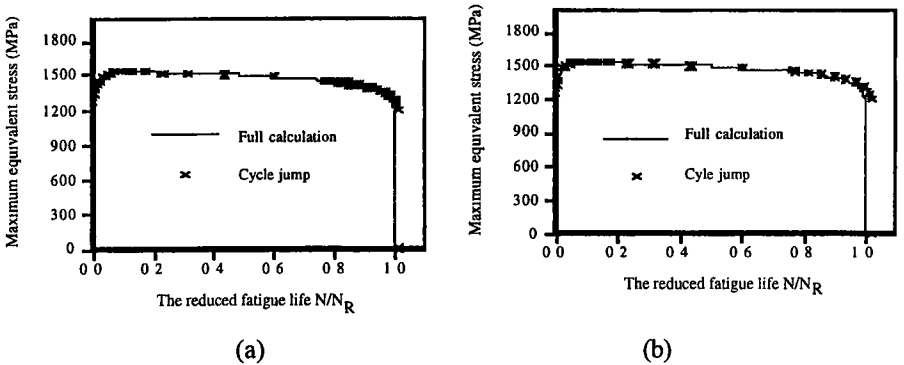 Maximum equivalent stress (MPa)
1800
1500
1200
900
600
300
0
Full calculation
Cycle jump
0 0
0 2
0 4
0 6
0 8
1 0
The reduced fatigue life N/NR
(a)
Maximum equivalent stress (MPa)
1800
1500
1200
900
600
300
0
Full calculation
Cyle jump
0 0
0 2
0 4
0 6
0 8
1 0
The reduced fatigue life N/NR
(b)